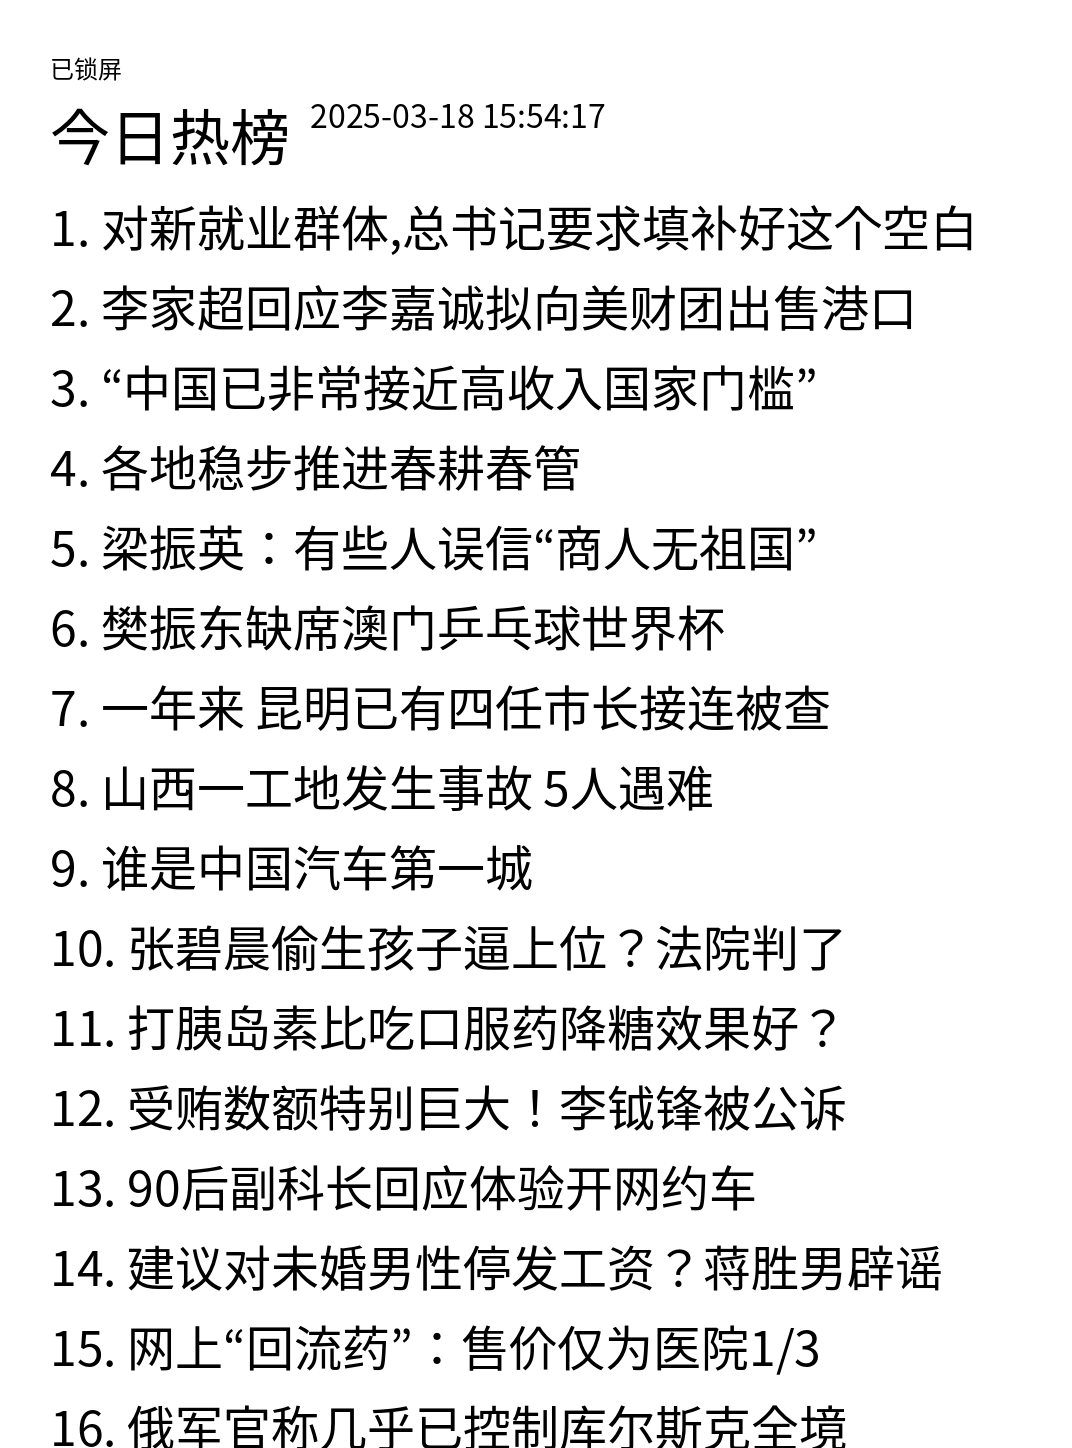 已锁屏
今日热榜 2025-03-18 15:54:17
1. 对新就业群体,总书记要求填补好这个空白
2. 李家超回应李嘉诚拟向美财团出售港口
3. “中国已非常接近高收入国家门槛”
4. 各地稳步推进春耕春管
5. 梁振英：有些人误信“商人无祖国”
6. 樊振东缺席澳门乒乓球世界杯
7. 一年来 昆明已有四任市长接连被查
8. 山西一工地发生事故 5人遇难
9. 谁是中国汽车第一城
10. 张碧晨偷生孩子逼上位？法院判了
11. 打胰岛素比吃口服药降糖效果好？
12. 受贿数额特别巨大！李钺锋被公诉
13. 90后副科长回应体验开网约车
14. 建议对未婚男性停发工资？蒋胜男辟谣
15. 网上“回流药”：售价仅为医院1/3
16. 俄军官称几乎已控制库尔斯克全境